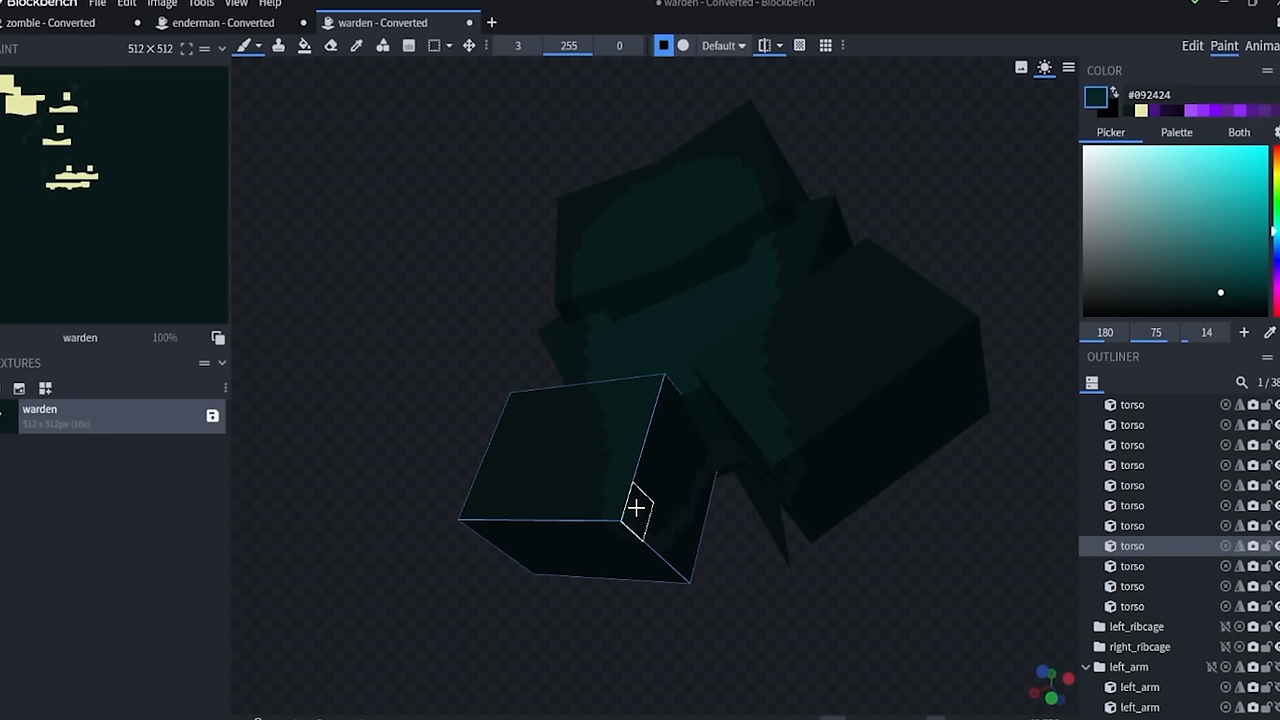 Blockbench File Edit Image Tools View Help
warden - Converted - Blockbench
zombie - Converted
enderman - Converted
warden - Converted
512 × 512
3
255
0
Default
Edit
Paint
COLOR
#092424
Picker
Palette
Both
warden
100%
180
75
14
OUTLINER
warden
512 x 512px (16x)
torso
torso
torso
torso
torso
torso
torso
torso
torso
torso
torso
left_ribcage
right_ribcage
left_arm
left_arm
left_arm